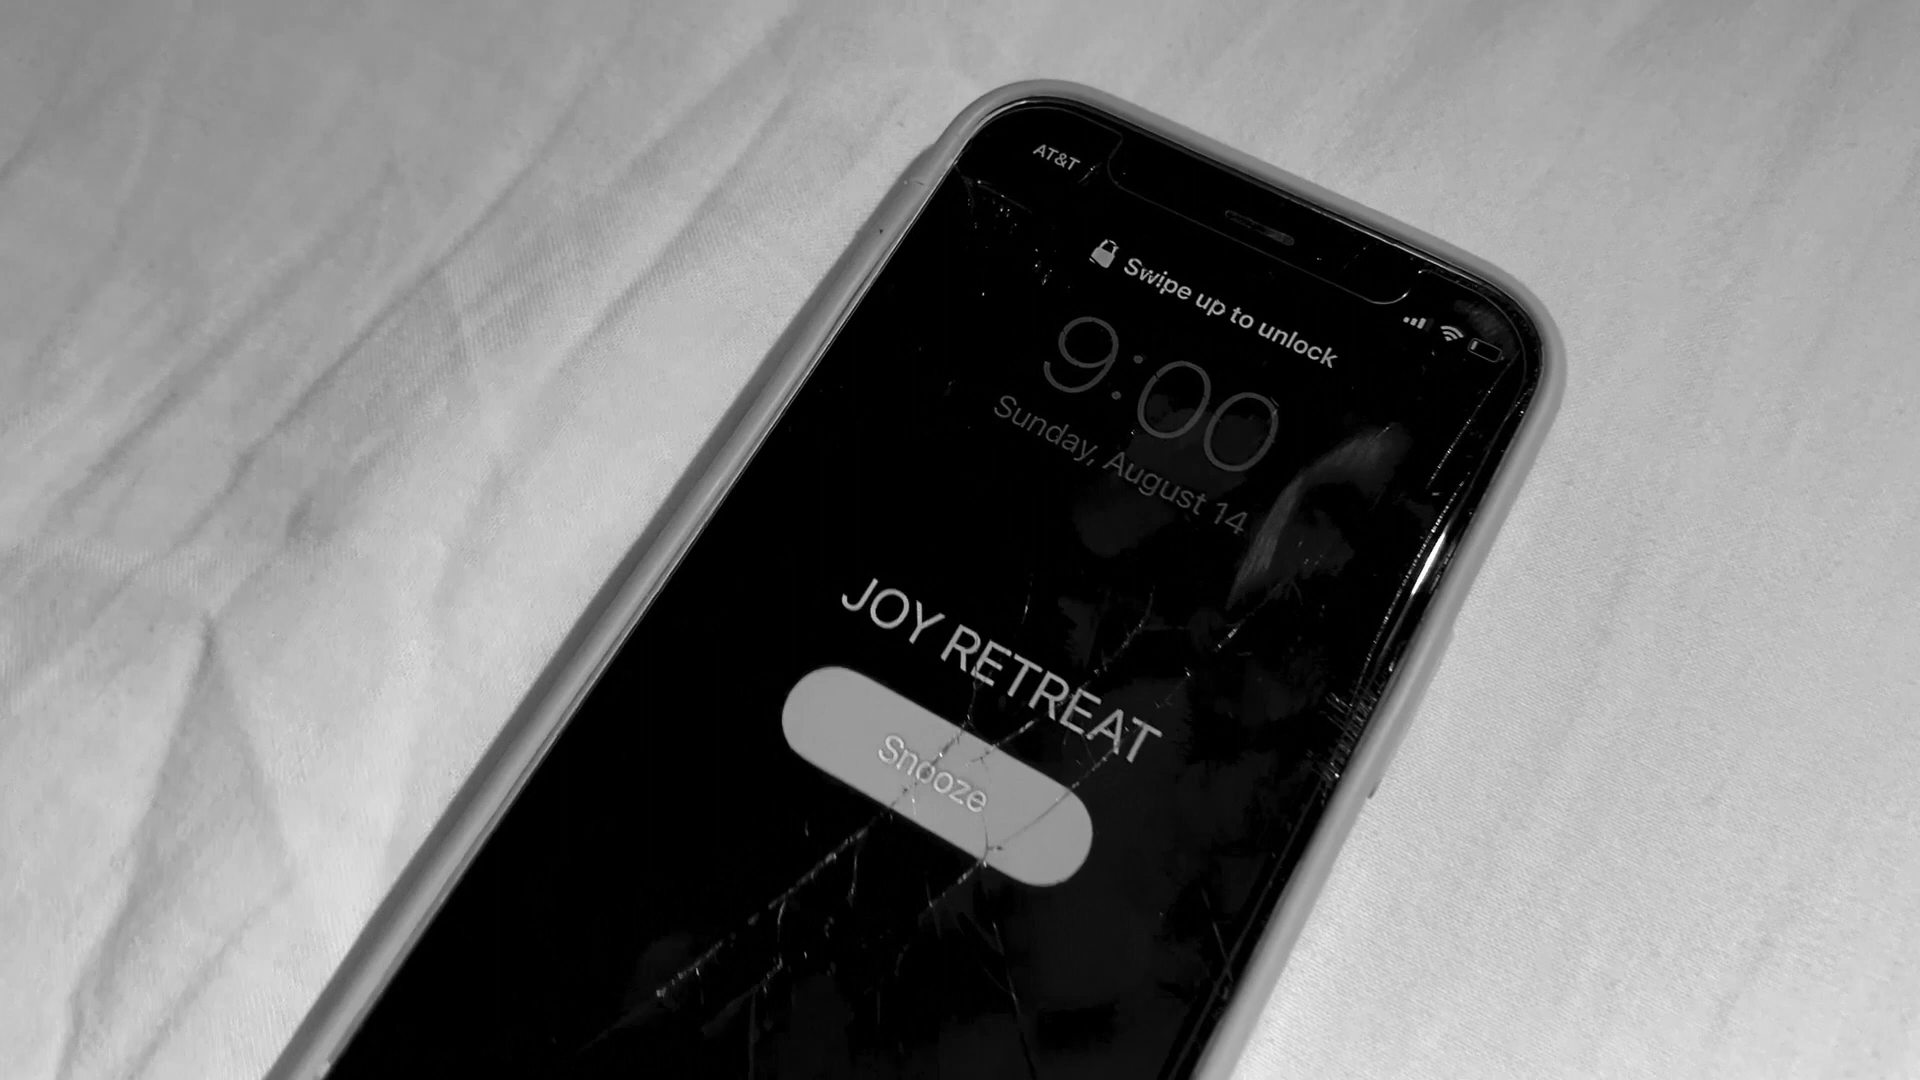 AT&T
Swipe up to unlock
9:00
Sunday, August 14
JOY RETREAT
Snooze